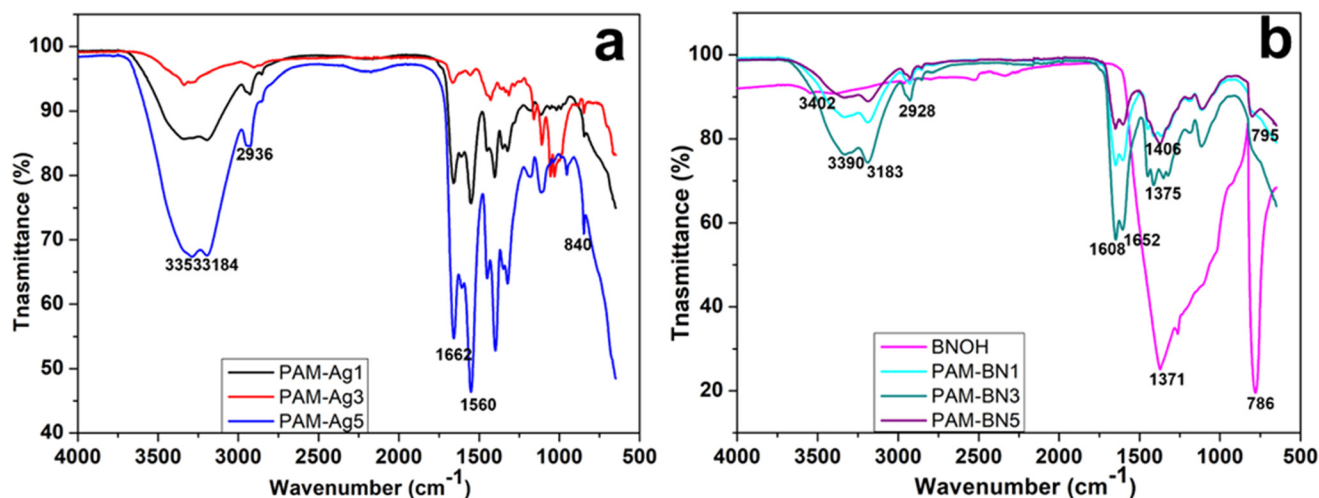 a
100
90
80
70
60
50
40
Tnasmittance (%)
33533184
2936
1662
1560
840
PAM-Ag1
PAM-Ag3
PAM-Ag5
4000 3500 3000 2500 2000 1500 1000 500
Wavenumber (cm-1)
b
100
80
60
40
20
Tnasmittance (%)
3402
3390
3183
2928
1608
1652
1406
1375
795
1371
786
BNOH
PAM-BN1
PAM-BN3
PAM-BN5
4000 3500 3000 2500 2000 1500 1000 500
Wavenumber (cm-1)